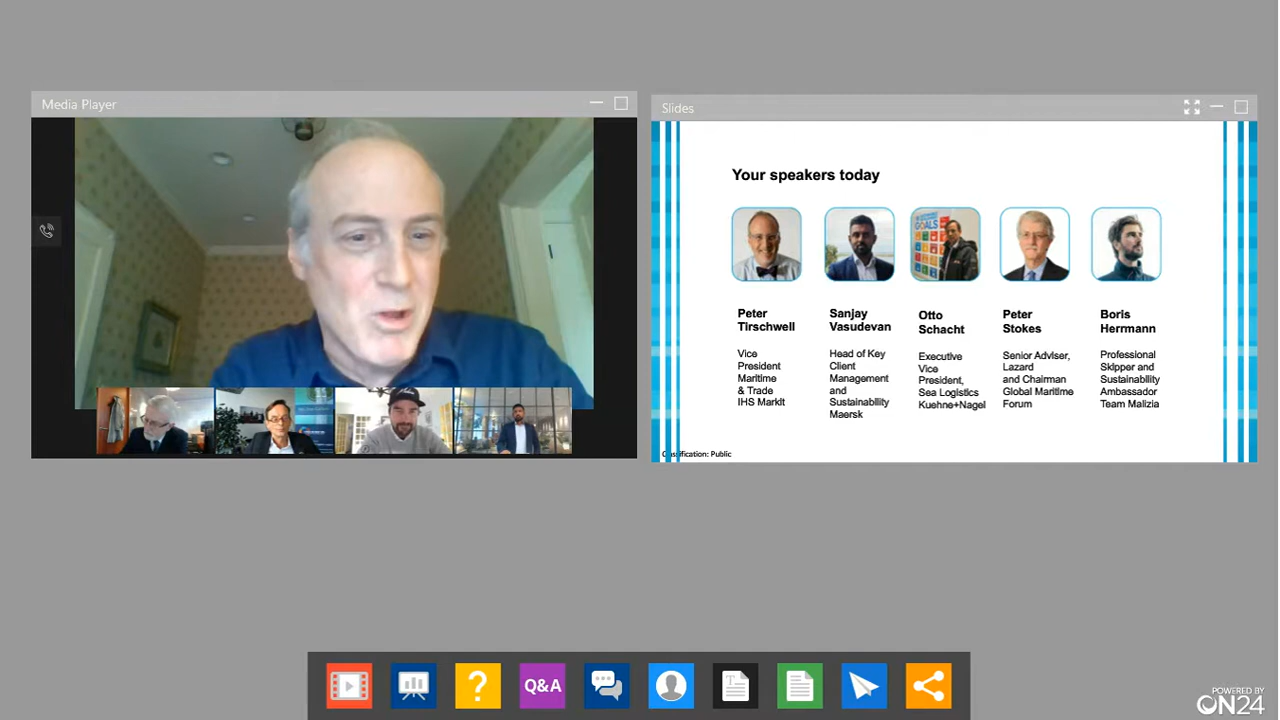 Media Player
Slides
Your speakers today
GOALS
Peter
Tirschwell
Vice
President
Maritime
& Trade
IHS Markit
Sanjay
Vasudevan
Head of Key
Client
Management
and
Sustainability
Maersk
Otto
Schacht
Executive
Vice
President,
Sea Logistics
Kuehne+Nagel
Peter
Stokes
Senior Adviser,
Lazard
and Chairman
Global Maritime
Forum
Boris
Herrmann
Professional
Skipper and
Sustainability
Ambassador
Team Malizia
Classification: Public
?
Q&A
T
POWERED BY
ON24